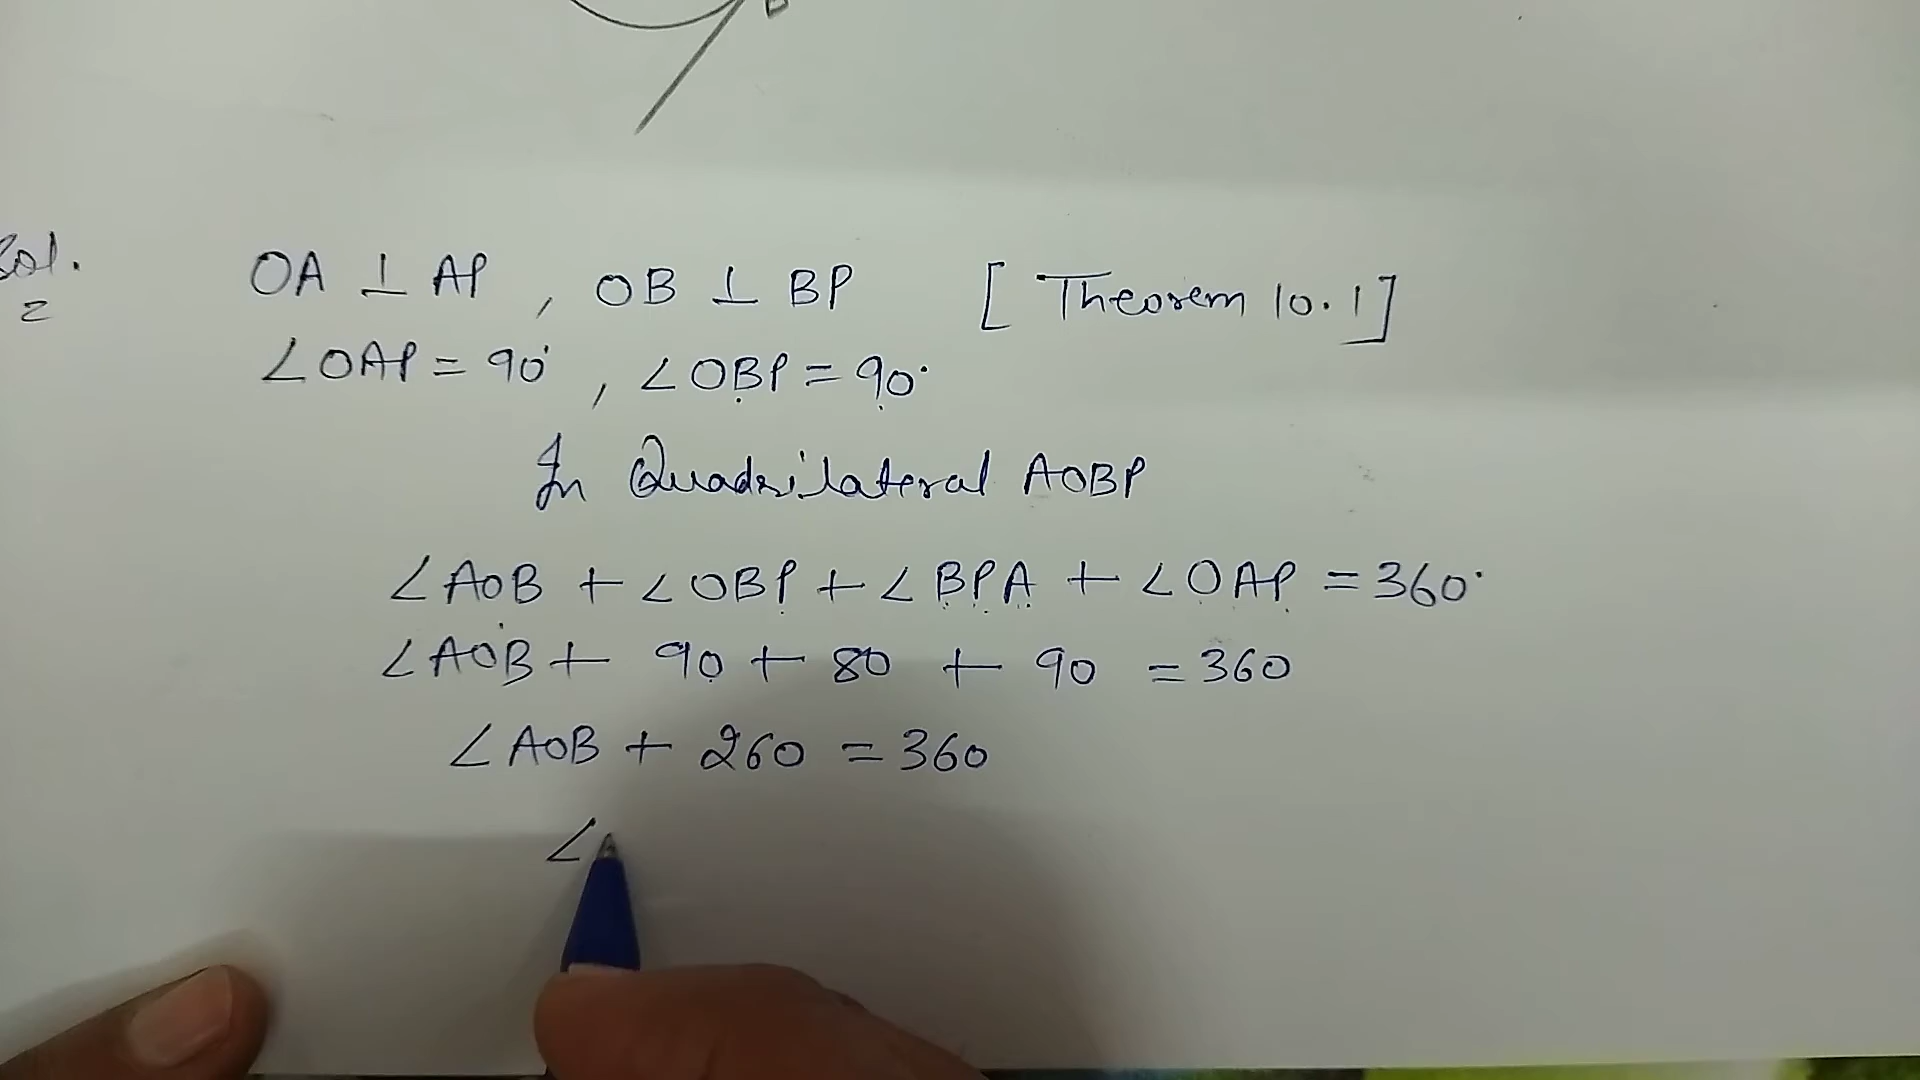 Sol.
OA ⊥ AP , OB ⊥ BP [ Theorem 10.1]
∠OAP = 90° , ∠OBP = 90°
In Quadrilateral AOBP
∠AOB + ∠OBP + ∠BPA + ∠OAP = 360°
∠AOB + 90 + 80 + 90 = 360
∠AOB + 260 = 360
∠